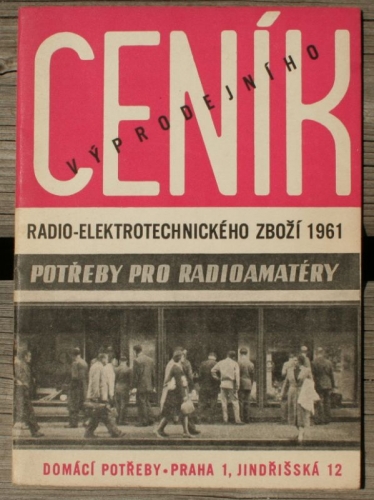 CENÍK
VÝPRODEJNÍHO
RADIO-ELEKTROTECHNICKÉHO ZBOŽÍ 1961
POTŘEBY PRO RADIOAMATÉRY
DOMÁCÍ POTŘEBY • PRAHA 1, JINDŘIŠSKÁ 12